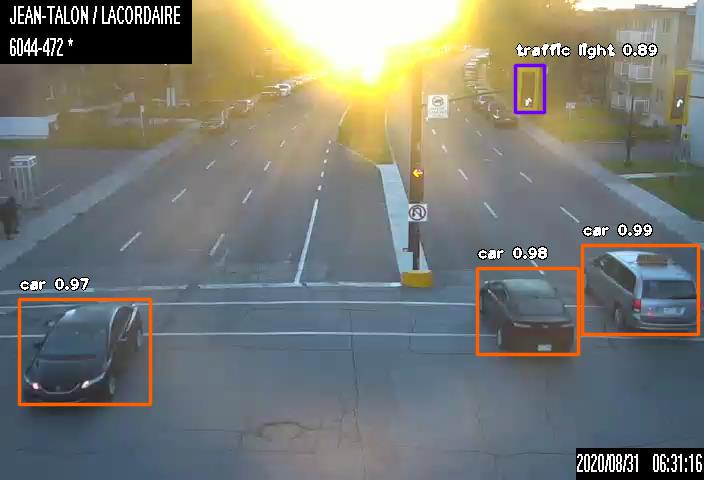 JEAN-TALON / LACORDAIRE
6044-472 *
traffic light 0.89
car 0.99
car 0.98
car 0.97
2020/08/31 06:31:16